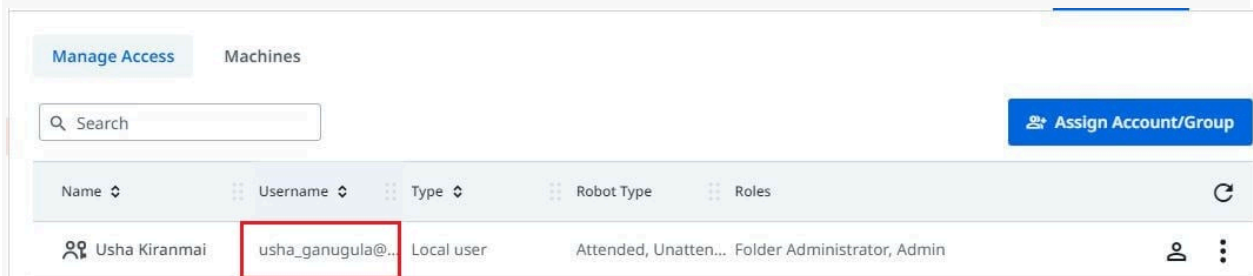 Manage Access Machines
Search Assign Account/Group
Name Username Type Robot Type Roles
Usha Kiranmai usha_ganugula@... Local user Attended, Unatten... Folder Administrator, Admin